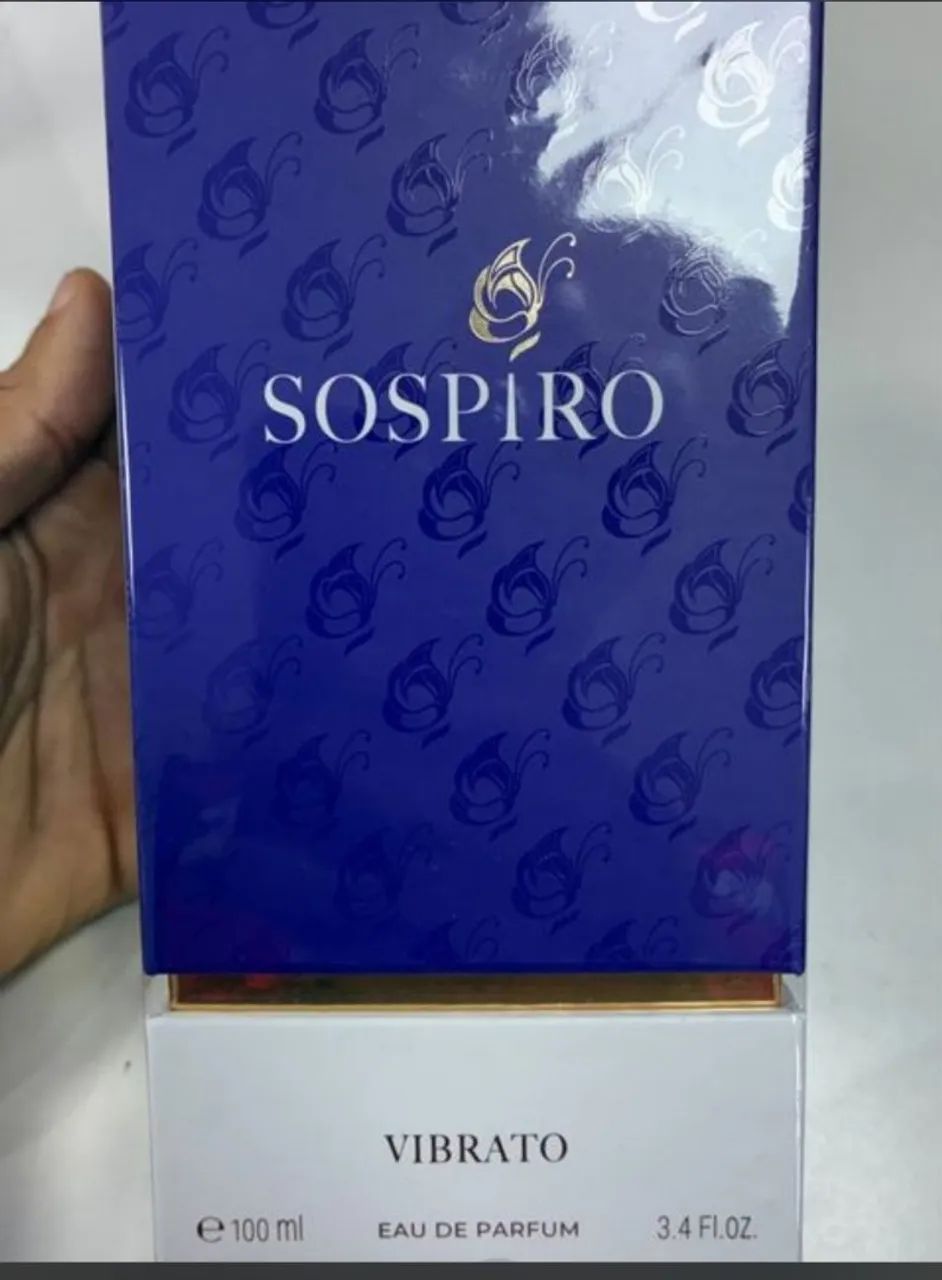 SOSPIRO
VIBRATO
℮ 100 ml EAU DE PARFUM 3.4 Fl.OZ.